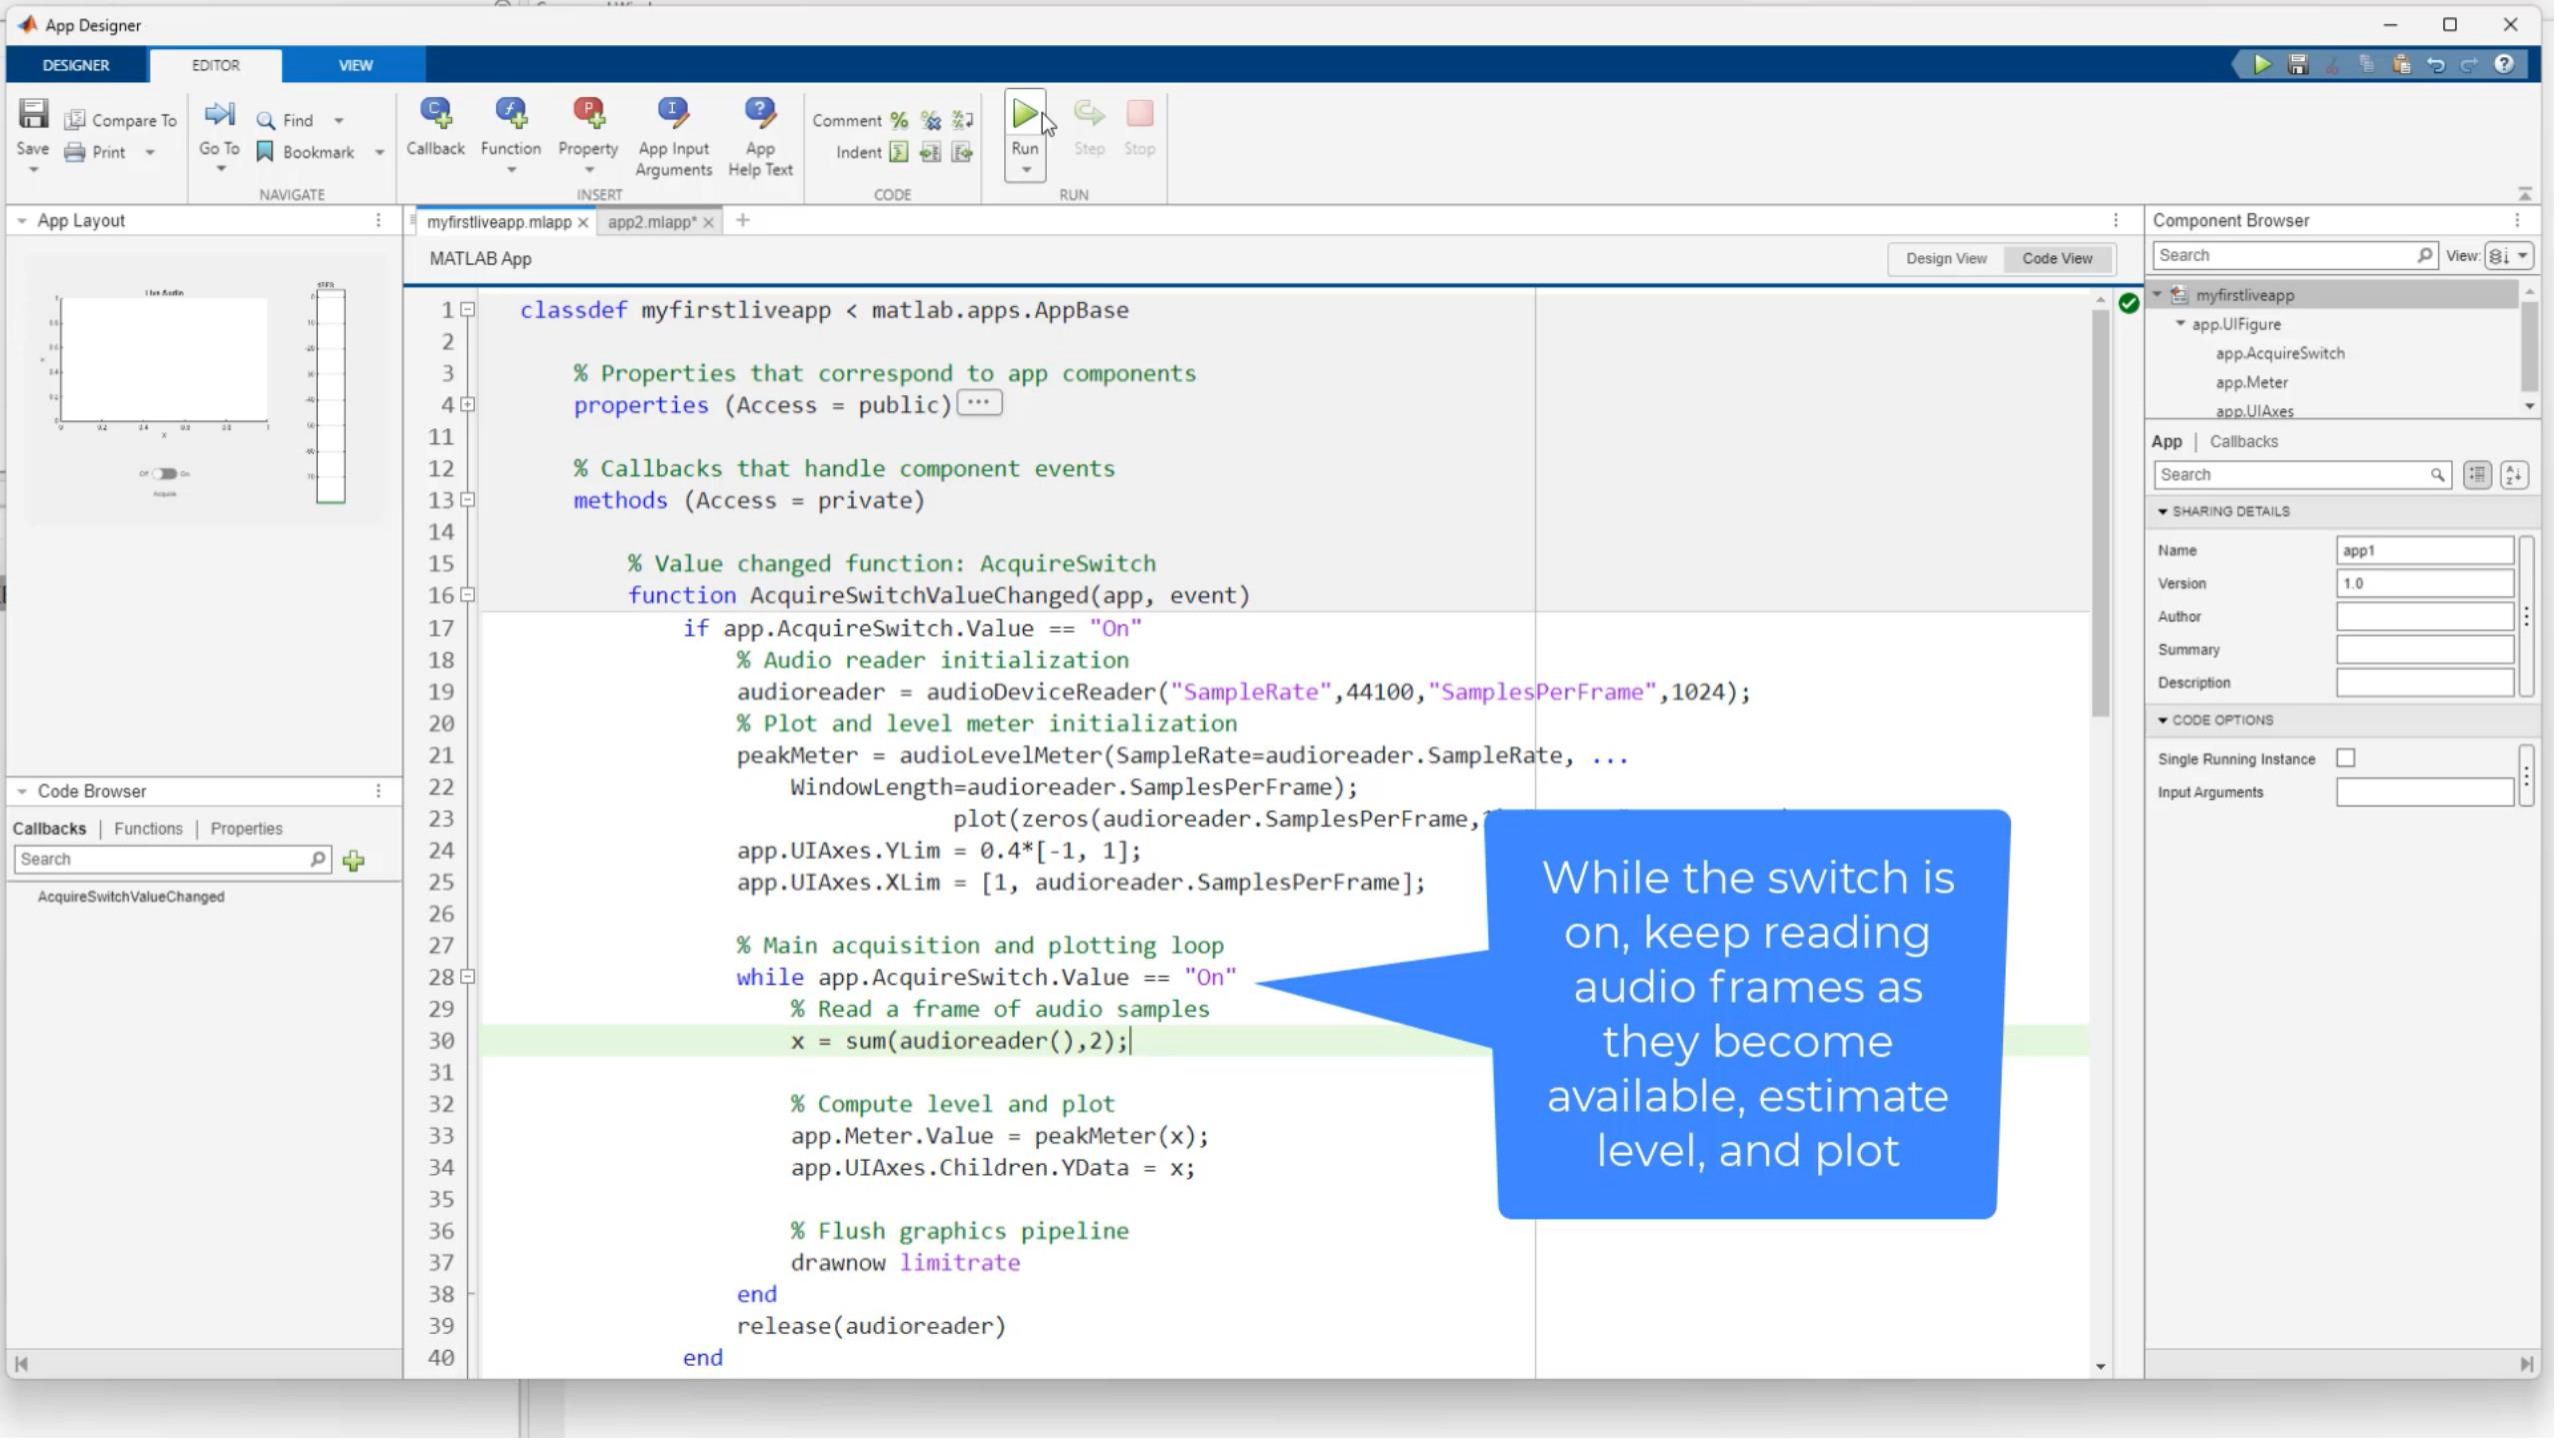 App Designer
DESIGNER EDITOR VIEW
Save Compare To Print Go To Find Bookmark Callback Function Property App Input Arguments App Help Text Comment Indent Run Step Stop
NAVIGATE INSERT CODE RUN
App Layout
Live Audio
Off On
Acquire
Code Browser
Callbacks | Functions | Properties
Search
AcquireSwitchValueChanged
myfirstliveapp.mlapp app2.mlapp*
MATLAB App
Design View Code View
1 classdef myfirstliveapp < matlab.apps.AppBase
2
3 % Properties that correspond to app components
4 properties (Access = public) ...
11
12 % Callbacks that handle component events
13 methods (Access = private)
14
15 % Value changed function: AcquireSwitch
16 function AcquireSwitchValueChanged(app, event)
17 if app.AcquireSwitch.Value == "On"
18 % Audio reader initialization
19 audioreader = audioDeviceReader("SampleRate",44100,"SamplesPerFrame",1024);
20 % Plot and level meter initialization
21 peakMeter = audioLevelMeter(SampleRate=audioreader.SampleRate, ...
22 WindowLength=audioreader.SamplesPerFrame);
23 plot(zeros(audioreader.SamplesPerFrame,
24 app.UIAxes.YLim = 0.4*[-1, 1];
25 app.UIAxes.XLim = [1, audioreader.SamplesPerFrame];
26
27 % Main acquisition and plotting loop
28 while app.AcquireSwitch.Value == "On"
29 % Read a frame of audio samples
30 x = sum(audioreader(),2);
31
32 % Compute level and plot
33 app.Meter.Value = peakMeter(x);
34 app.UIAxes.Children.YData = x;
35
36 % Flush graphics pipeline
37 drawnow limitrate
38 end
39 release(audioreader)
40 end
While the switch is
on, keep reading
audio frames as
they become
available, estimate
level, and plot
Component Browser
Search View:
myfirstliveapp
app.UIFigure
app.AcquireSwitch
app.Meter
app.UIAxes
App | Callbacks
Search
SHARING DETAILS
Name app1
Version 1.0
Author
Summary
Description
CODE OPTIONS
Single Running Instance
Input Arguments